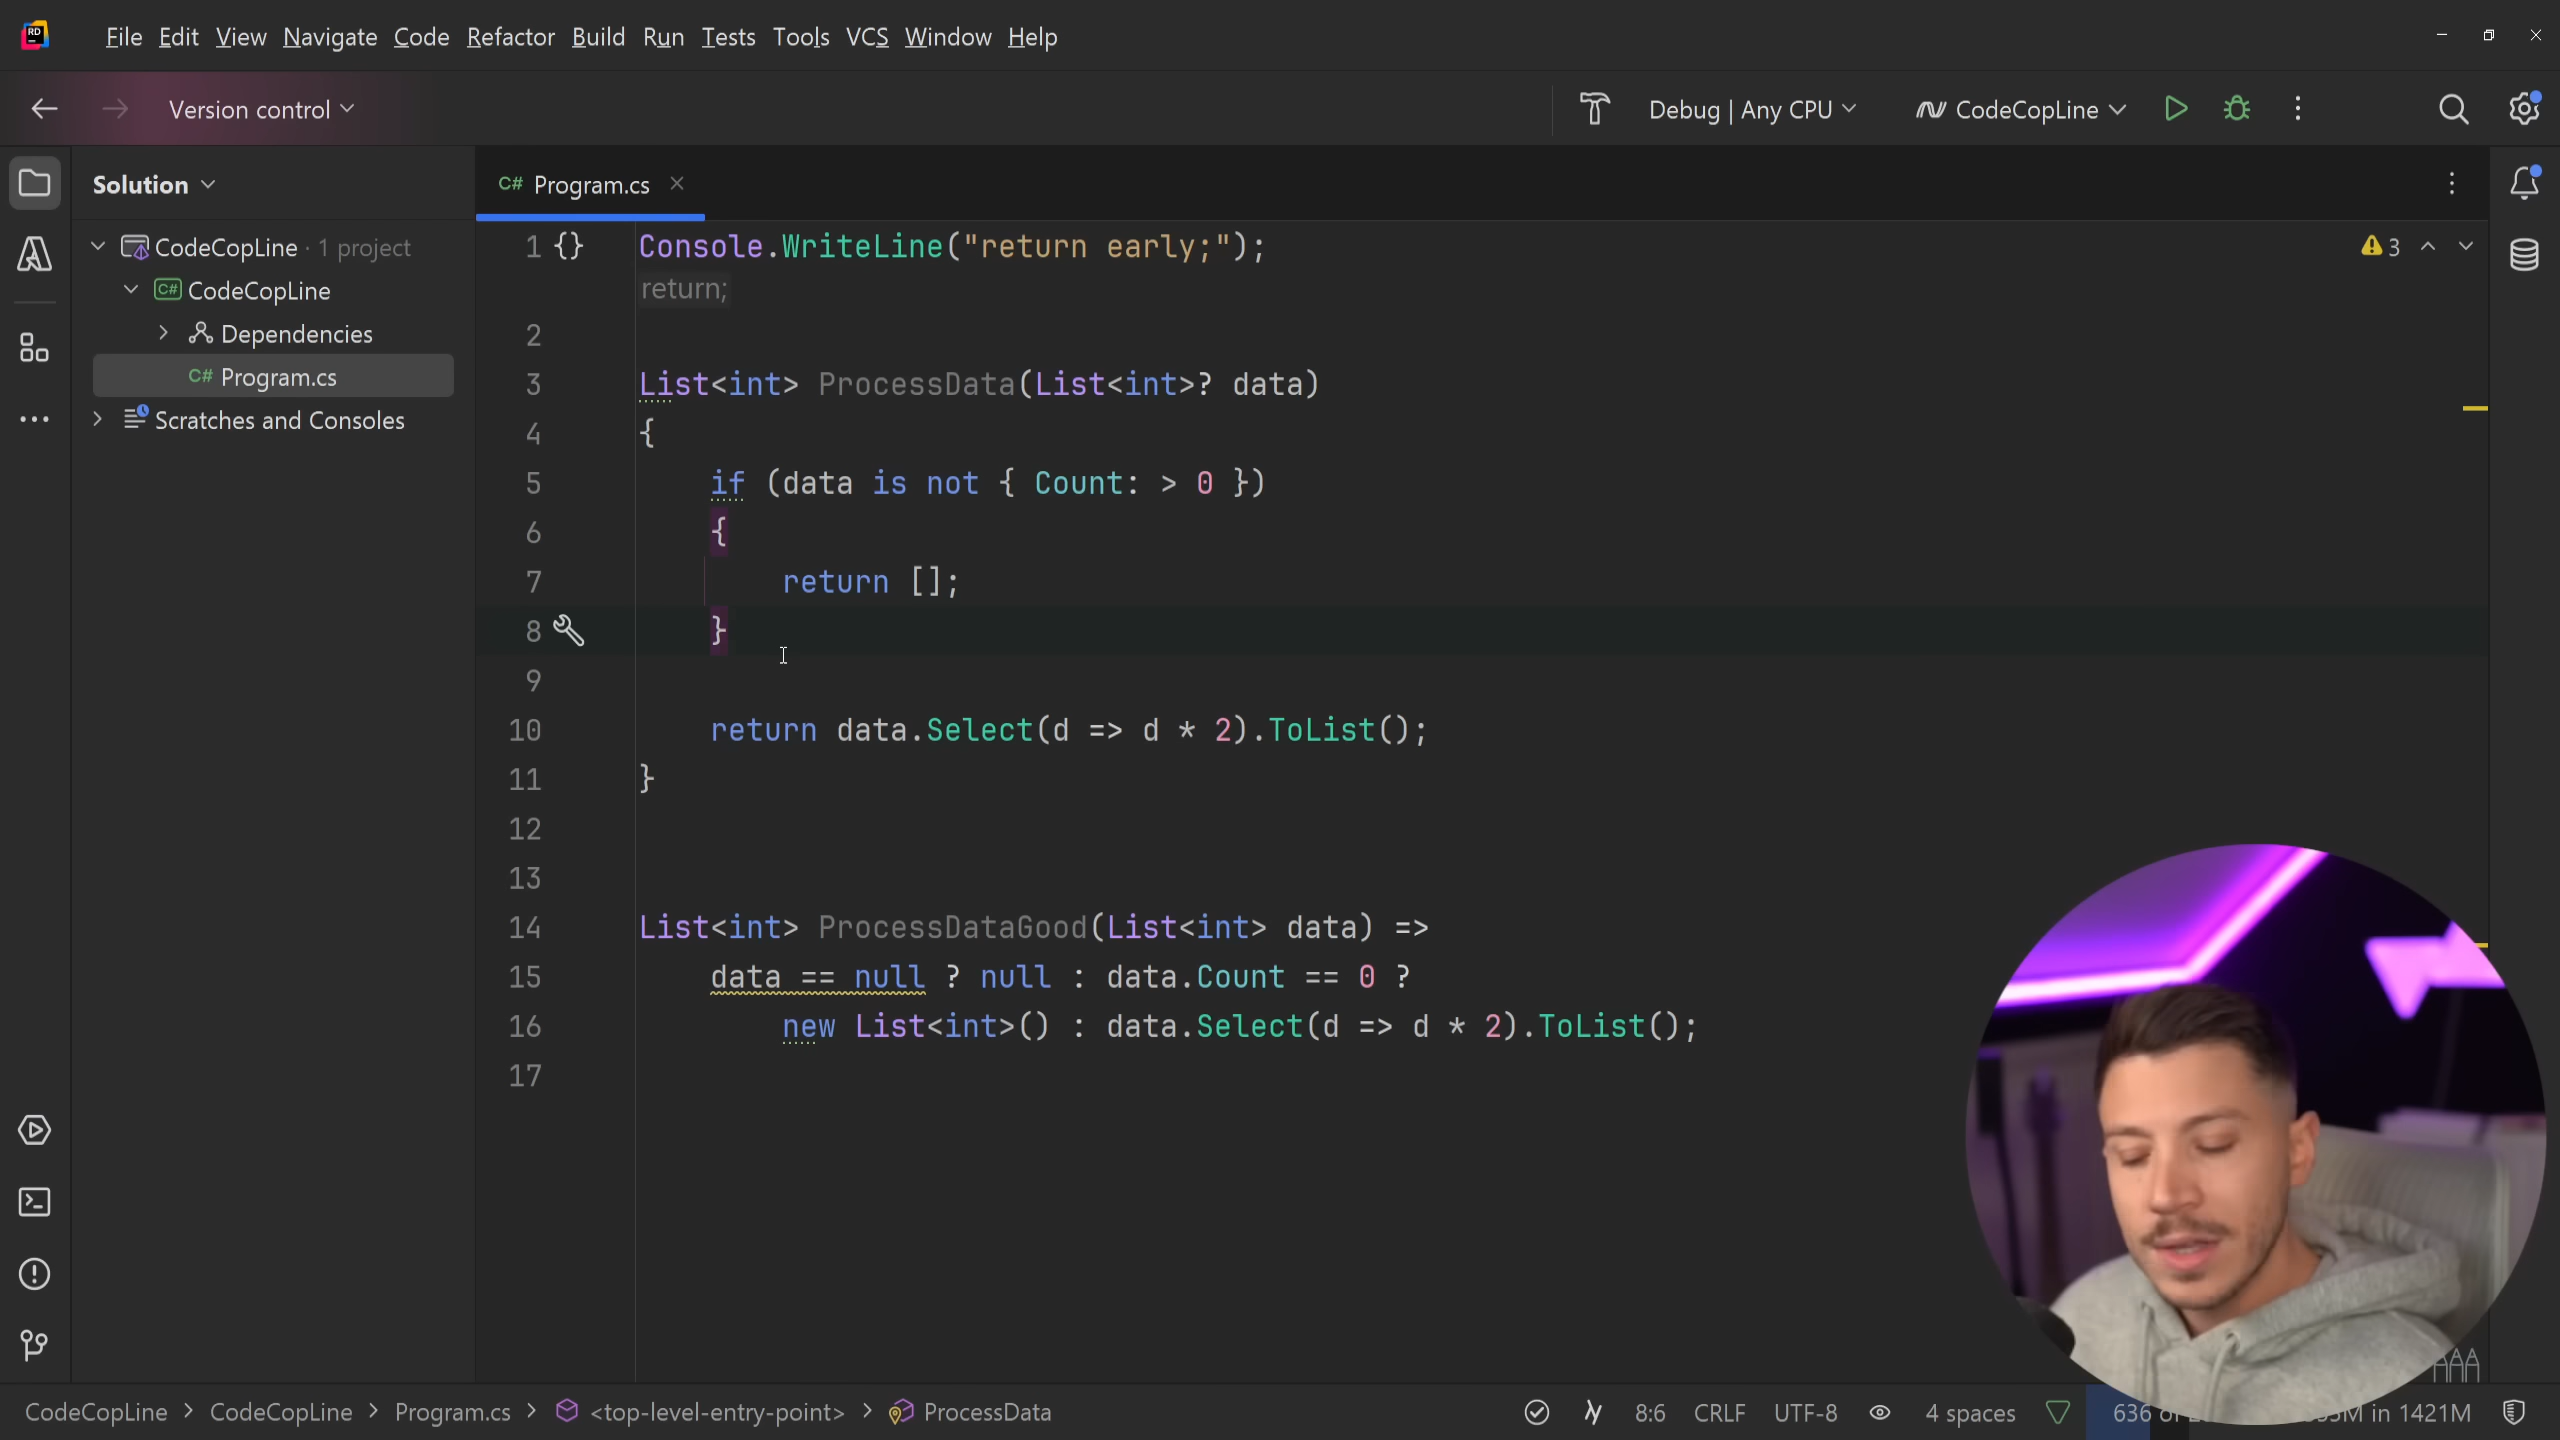 RD
File Edit View Navigate Code Refactor Build Run Tests Tools VCS Window Help
Version control
Debug | Any CPU
CodeCopLine
Solution
C# Program.cs
CodeCopLine · 1 project
C# CodeCopLine
Dependencies
C# Program.cs
Scratches and Consoles
3
1 {} Console.WriteLine("return early;");
return;
2
3 List<int> ProcessData(List<int>? data)
4 {
5 if (data is not { Count: > 0 })
6 {
7 return [];
8 }
9
10 return data.Select(d => d * 2).ToList();
11 }
12
13
14 List<int> ProcessDataGood(List<int> data) =>
15 data == null ? null : data.Count == 0 ?
16 new List<int>() : data.Select(d => d * 2).ToList();
17
CodeCopLine > CodeCopLine > Program.cs > <top-level-entry-point> > ProcessData
8:6 CRLF UTF-8 4 spaces 636 in 1421M